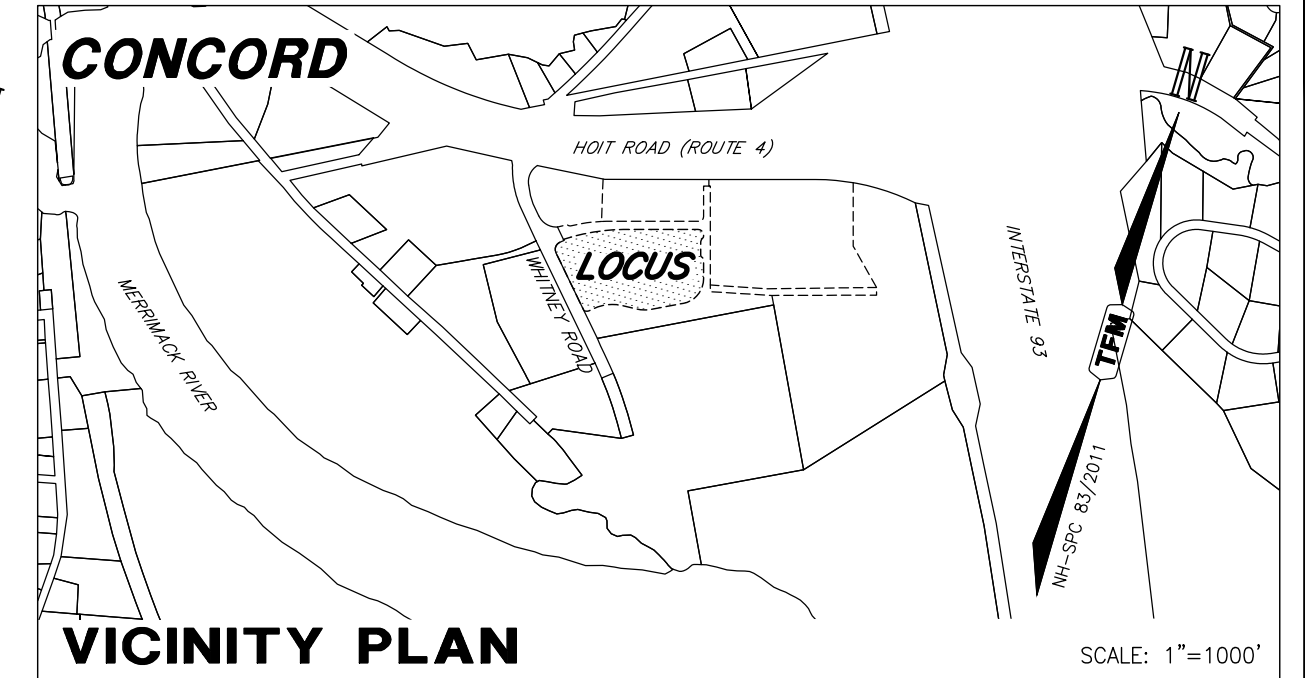 CONCORD
N
HOIT ROAD (ROUTE 4)
LOCUS
WHITNEY ROAD
INTERSTATE 93
MERRIMACK RIVER
TFM
NH-SPC 83/2011
VICINITY PLAN
SCALE: 1"=1000'